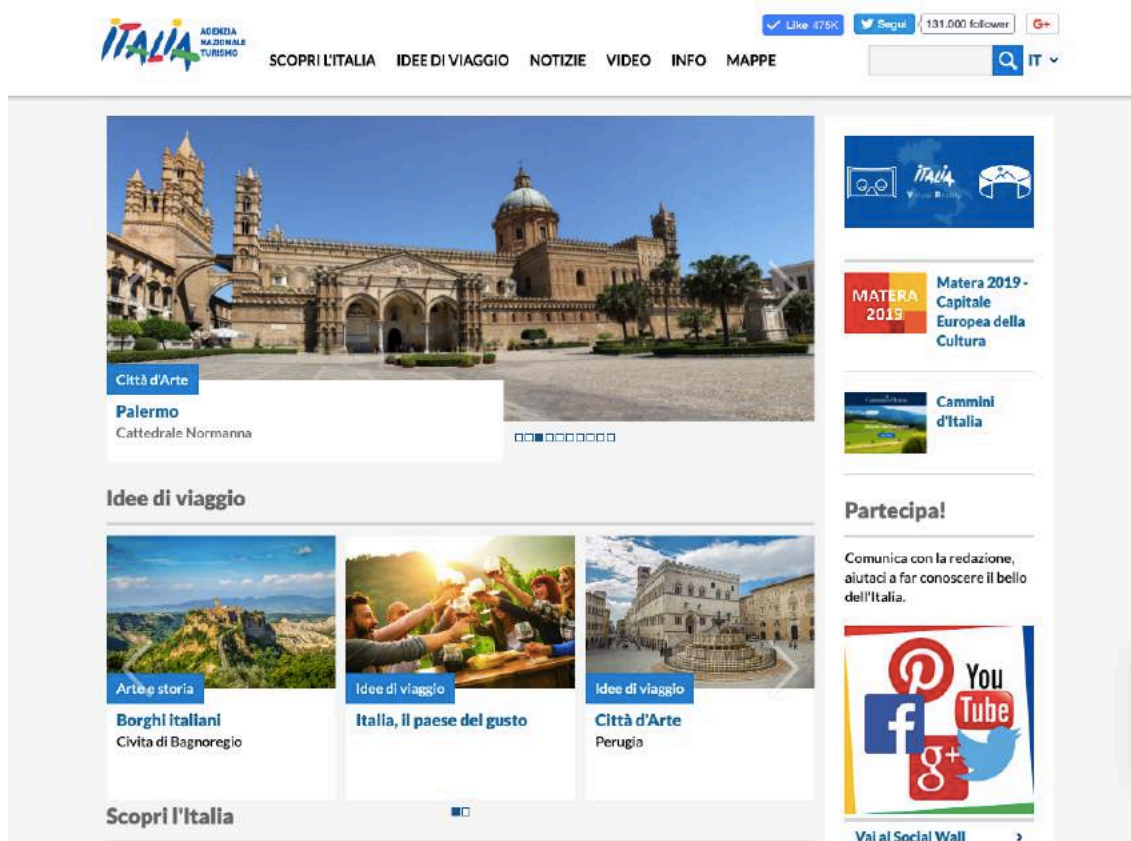 ITALIA
AGENZIA
NAZIONALE
TURISMO
Like 475K
Segui
131.000 follower
G+
SCOPRI L'ITALIA IDEE DI VIAGGIO NOTIZIE VIDEO INFO MAPPE
IT
Città d'Arte
Palermo
Cattedrale Normanna
Idee di viaggio
Arte e storia
Borghi italiani
Civita di Bagnoregio
Idee di viaggio
Italia, il paese del gusto
Idee di viaggio
Città d'Arte
Perugia
Scopri l'Italia
ITALIA
MATERA
2019
Matera 2019 -
Capitale
Europea della
Cultura
Cammini
d'Italia
Partecipa!
Comunica con la redazione,
aiutaci a far conoscere il bello
dell'Italia.
You
Tube
f
g+
Vai al Social Wall